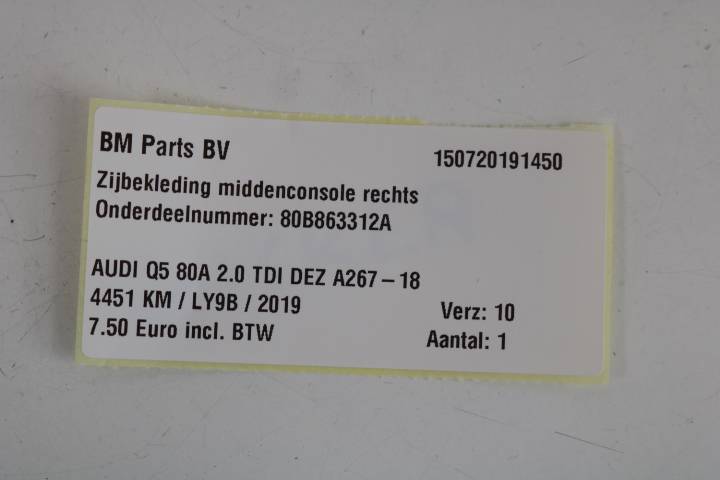 BM Parts BV 150720191450
Zijbekleding middenconsole rechts
Onderdeelnummer: 80B863312A
AUDI Q5 80A 2.0 TDI DEZ A267-18
4451 KM / LY9B / 2019 Verz: 10
7.50 Euro incl. BTW Aantal: 1